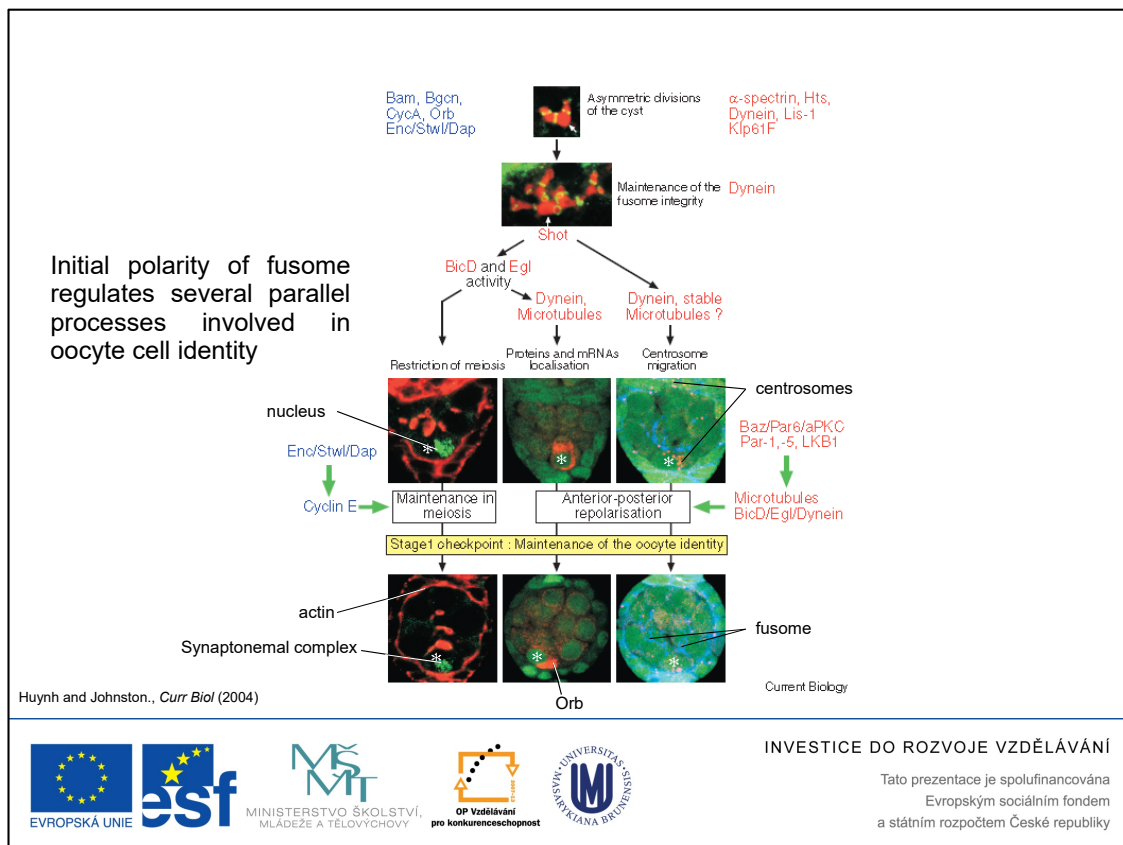 Bam, Bgcn,
CycA, Orb
Enc/Stwl/Dap
Asymmetric divisions
of the cyst
α-spectrin, Hts,
Dynein, Lis-1
Klp61F
Maintenance of the
fusome integrity
Dynein
Shot
Initial polarity of fusome
regulates several parallel
processes involved in
oocyte cell identity
BicD and Egl
activity
Dynein,
Microtubules
Dynein, stable
Microtubules ?
Restriction of meiosis
Proteins and mRNAs
localisation
Centrosome
migration
nucleus
centrosomes
*
*
*
Enc/Stwl/Dap
Baz/Par6/aPKC
Par-1,-5, LKB1
Cyclin E
Maintenance in
meiosis
Anterior-posterior
repolarisation
Microtubules
BicD/Egl/Dynein
Stage1 checkpoint : Maintenance of the oocyte identity
actin
fusome
Synaptonemal complex
*
*
*
Orb
Current Biology
Huynh and Johnston., Curr Biol (2004)
EVROPSKÁ UNIE
esf
MŠMT
MINISTERSTVO ŠKOLSTVÍ,
MLÁDEŽE A TĚLOVÝCHOVY
2007-13
OP Vzdělávání
pro konkurenceschopnost
UNIVERSITAS
MASARYKIANA BRUNENSIS
INVESTICE DO ROZVOJE VZDĚLÁVÁNÍ
Tato prezentace je spolufinancována
Evropským sociálním fondem
a státním rozpočtem České republiky